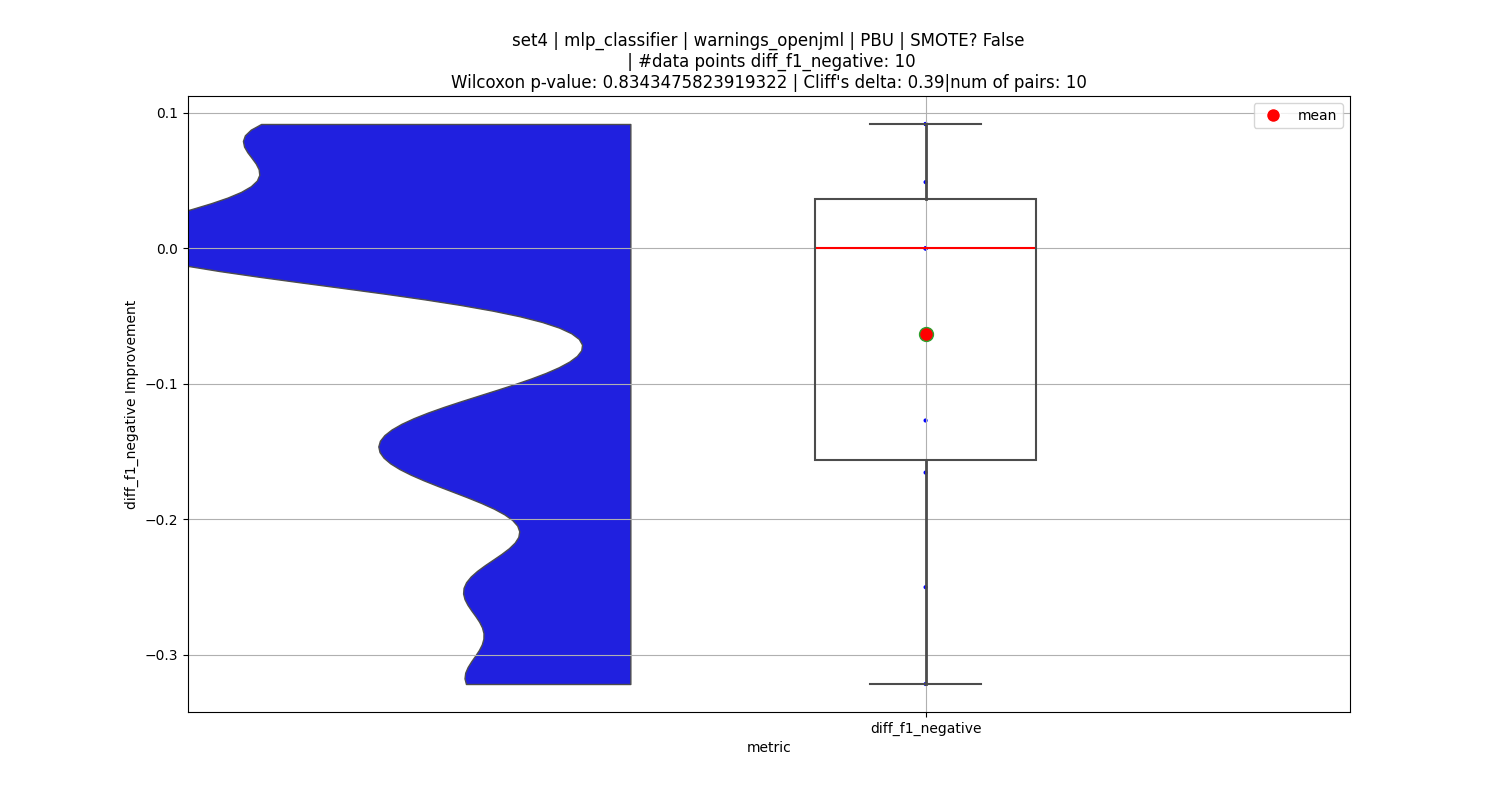 set4 | mlp_classifier | warnings_openjml | PBU | SMOTE? False
| #data points diff_f1_negative: 10
Wilcoxon p-value: 0.8343475823919322 | Cliff's delta: 0.39|num of pairs: 10
mean
0.1
0.0
−0.1
−0.2
−0.3
diff_f1_negative Improvement
diff_f1_negative
metric